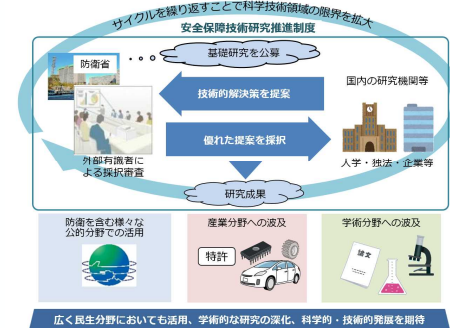 サイクルを繰り返すことで科学技術領域の限界を拡大
安全保障技術研究推進制度
基礎研究を公募
防衛省
国内の研究機関等
技術的解決策を提案
優れた提案を採択
外部有識者に
よる採択審査
大学・独法・企業等
研究成果
防衛を含む様々な
公的分野での活用
産業分野への波及
学術分野への波及
特許
論文
広く民生分野においても活用、学術的な研究の深化、科学的・技術的発展を期待